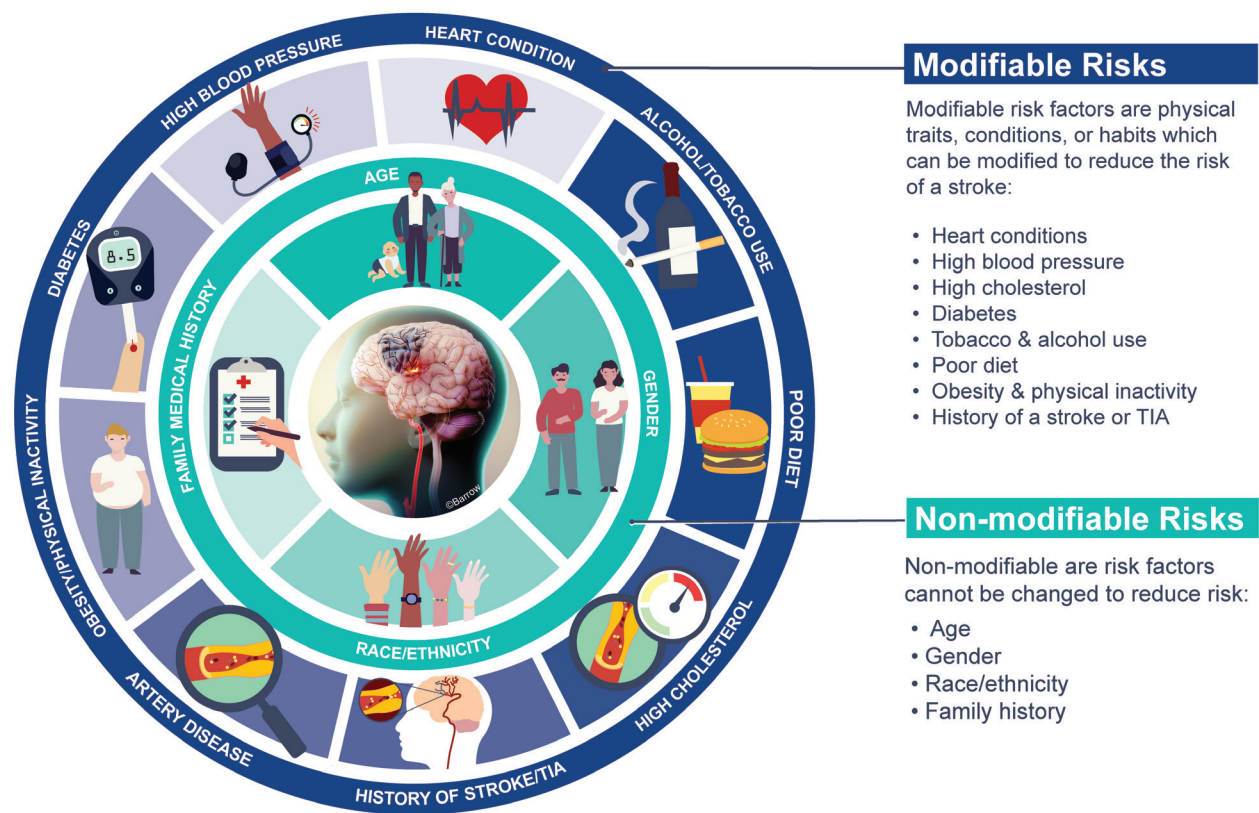 HEART CONDITION
ALCOHOL/TOBACCO USE
POOR DIET
HIGH CHOLESTEROL
HISTORY OF STROKE/TIA
ARTERY DISEASE
OBESITY/PHYSICAL INACTIVITY
DIABETES
HIGH BLOOD PRESSURE
8.5
AGE
GENDER
RACE/ETHNICITY
FAMILY MEDICAL HISTORY
©Barrow
Modifiable Risks
Modifiable risk factors are physical
traits, conditions, or habits which
can be modified to reduce the risk
of a stroke:
• Heart conditions
• High blood pressure
• High cholesterol
• Diabetes
• Tobacco & alcohol use
• Poor diet
• Obesity & physical inactivity
• History of a stroke or TIA
Non-modifiable Risks
Non-modifiable are risk factors
cannot be changed to reduce risk:
• Age
• Gender
• Race/ethnicity
• Family history